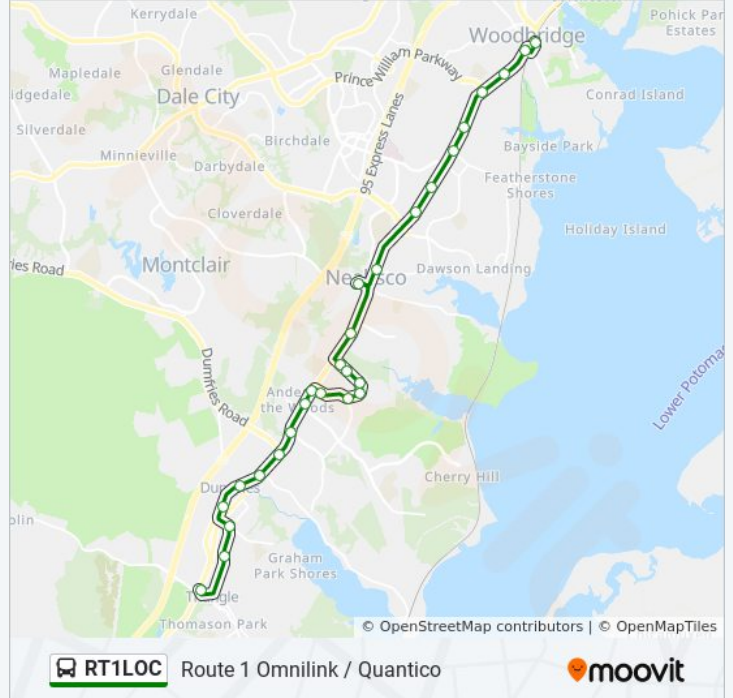 Kerrydale
Woodbridge
Pohick Par
Estates
Mapledale
Glendale
Prince William Parkway
idgedale
Dale City
Conrad Island
Silverdale
Birchdale
95 Express Lanes
Bayside Park
Minnieville
Darbydale
Featherstone
Shores
Cloverdale
Holiday Island
ries Road
Montclair
Dawson Landing
Dumfries Road
Lower Potomac
the Woods
Cherry Hill
olin
Graham
Park Shores
Thomason Park
© OpenStreetMap contributors | © OpenMapTiles
RT1LOC
Route 1 Omnilink / Quantico
moovit